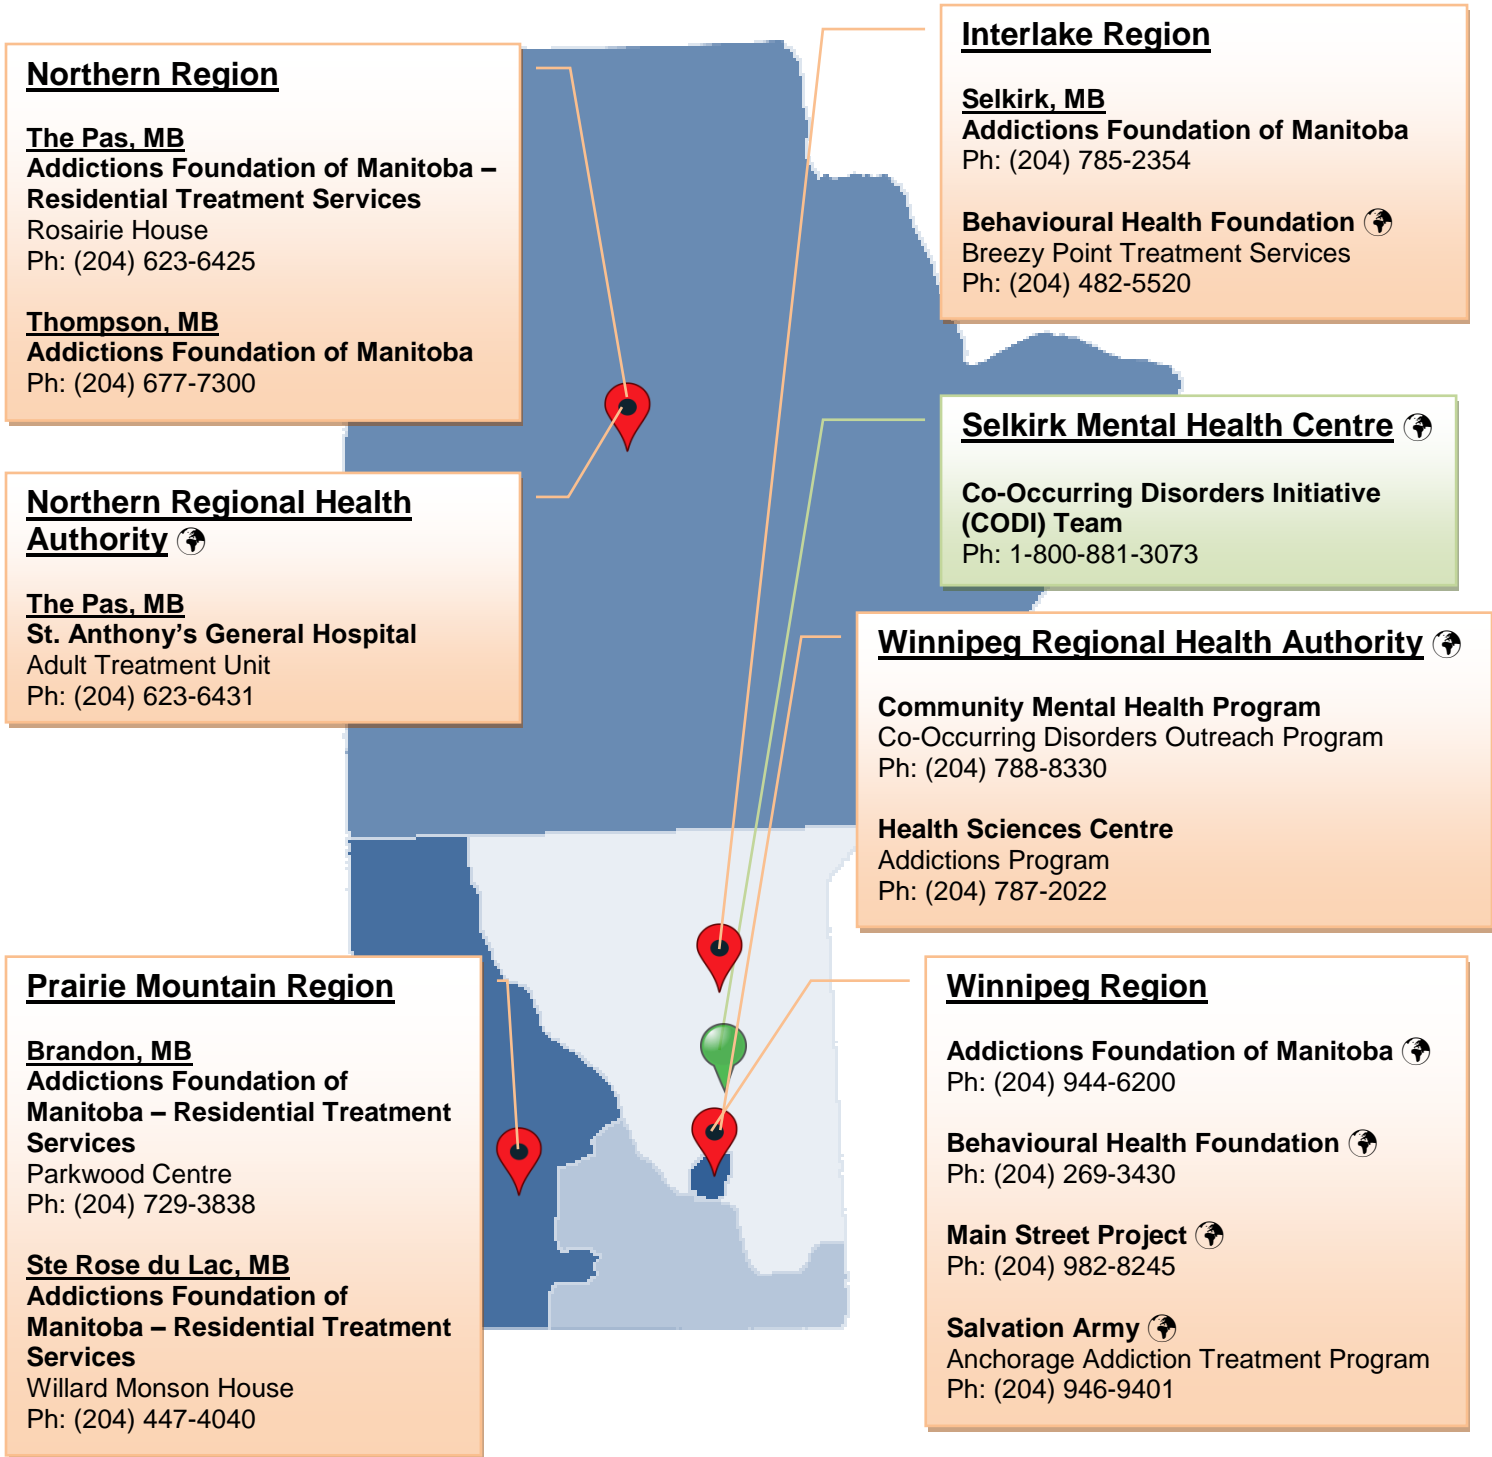 Northern Region
The Pas, MB
Addictions Foundation of Manitoba –
Residential Treatment Services
Rosairie House
Ph: (204) 623-6425
Thompson, MB
Addictions Foundation of Manitoba
Ph: (204) 677-7300
Northern Regional Health
Authority
The Pas, MB
St. Anthony’s General Hospital
Adult Treatment Unit
Ph: (204) 623-6431
Prairie Mountain Region
Brandon, MB
Addictions Foundation of
Manitoba – Residential Treatment
Services
Parkwood Centre
Ph: (204) 729-3838
Ste Rose du Lac, MB
Addictions Foundation of
Manitoba – Residential Treatment
Services
Willard Monson House
Ph: (204) 447-4040
Interlake Region
Selkirk, MB
Addictions Foundation of Manitoba
Ph: (204) 785-2354
Behavioural Health Foundation
Breezy Point Treatment Services
Ph: (204) 482-5520
Selkirk Mental Health Centre
Co-Occurring Disorders Initiative
(CODI) Team
Ph: 1-800-881-3073
Winnipeg Regional Health Authority
Community Mental Health Program
Co-Occurring Disorders Outreach Program
Ph: (204) 788-8330
Health Sciences Centre
Addictions Program
Ph: (204) 787-2022
Winnipeg Region
Addictions Foundation of Manitoba
Ph: (204) 944-6200
Behavioural Health Foundation
Ph: (204) 269-3430
Main Street Project
Ph: (204) 982-8245
Salvation Army
Anchorage Addiction Treatment Program
Ph: (204) 946-9401